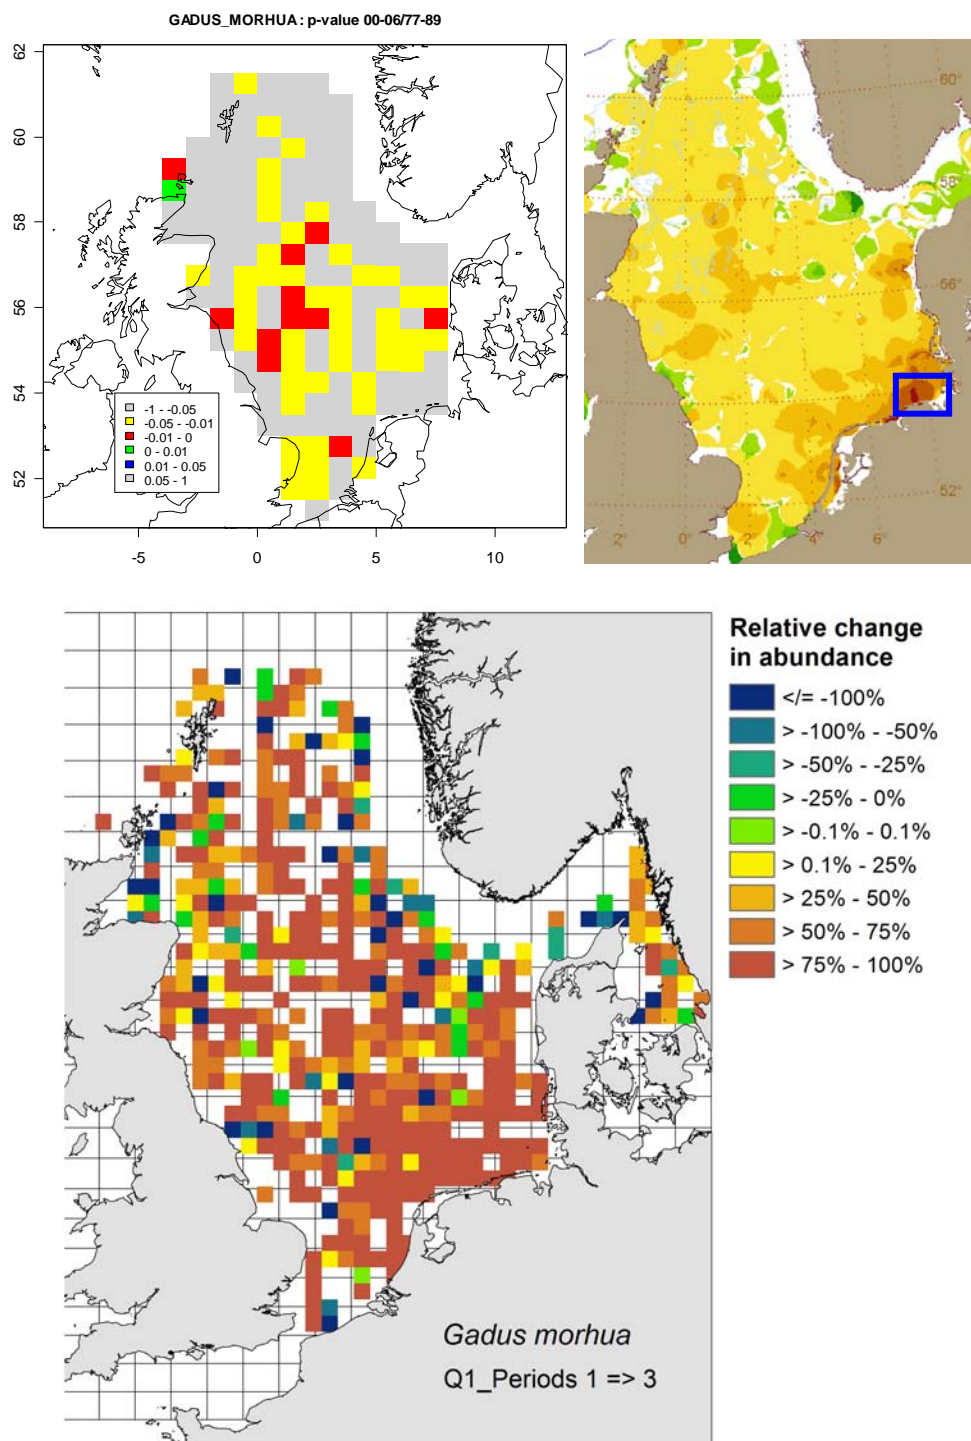 GADUS_MORHUA : p-value 00-06/77-89
62
60
58
56
54
52
-1 - -0.05
-0.05 - -0.01
-0.01 - 0
0 - 0.01
0.01 - 0.05
0.05 - 1
-5
0
5
10
60°
58°
56°
52°
2°
0°
2°
4°
6°
Relative change
in abundance
</= -100%
> -100% - -50%
> -50% - -25%
> -25% - 0%
> -0.1% - 0.1%
> 0.1% - 25%
> 25% - 50%
> 50% - 75%
> 75% - 100%
Gadus morhua
Q1_Periods 1 => 3